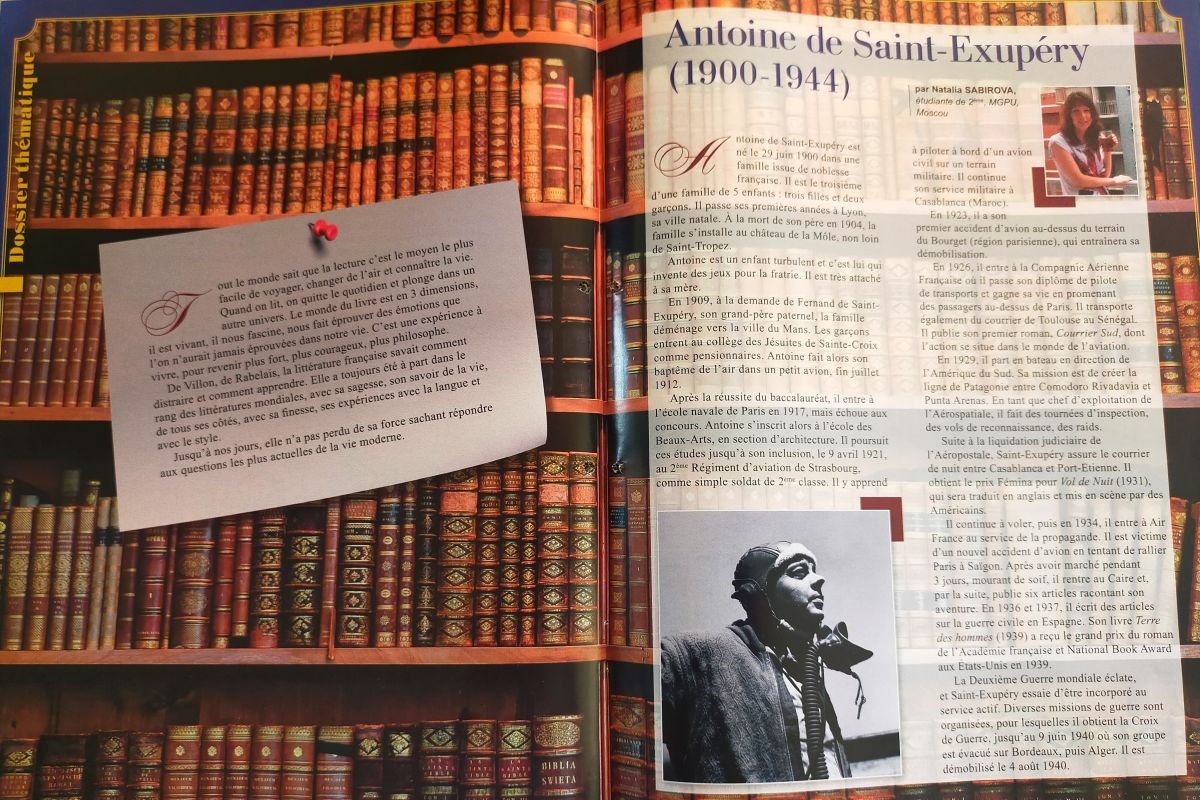 Dossier thématique
Tout le monde sait que la lecture c'est le moyen le plus
facile de voyager, changer de l'air et connaître la vie.
Quand on lit, on quitte le quotidien et plonge dans un
autre univers. Le monde du livre est en 3 dimensions,
il est vivant, il nous fascine, nous fait éprouver des émotions que
l'on n'aurait jamais éprouvées dans notre vie. C'est une expérience à
vivre, pour revenir plus fort, plus courageux, plus philosophe.
De Villon, de Rabelais, la littérature française savait comment
distraire et comment apprendre. Elle a toujours été à part dans le
rang des littératures mondiales, avec sa sagesse, son savoir de la vie,
de tous ses côtés, avec sa finesse, ses expériences avec la langue et
avec le style.
Jusqu'à nos jours, elle n'a pas perdu de sa force sachant répondre
aux questions les plus actuelles de la vie moderne.
BIBLIA
SWIETA
Antoine de Saint-Exupéry
(1900-1944)
par Natalia SABIROVA,
étudiante de 2ème, MGPU,
Moscou
Antoine de Saint-Exupéry est
né le 29 juin 1900 dans une
famille issue de noblesse
française. Il est le troisième
d'une famille de 5 enfants : trois filles et deux
garçons. Il passe ses premières années à Lyon,
sa ville natale. À la mort de son père en 1904, la
famille s'installe au château de la Môle, non loin
de Saint-Tropez.
Antoine est un enfant turbulent et c'est lui qui
invente des jeux pour la fratrie. Il est très attaché
à sa mère.
En 1909, à la demande de Fernand de Saint-
Exupéry, son grand-père paternel, la famille
déménage vers la ville du Mans. Les garçons
entrent au collège des Jésuites de Sainte-Croix
comme pensionnaires. Antoine fait alors son
baptême de l'air dans un petit avion, fin juillet
1912.
Après la réussite du baccalauréat, il entre à
l'école navale de Paris en 1917, mais échoue aux
concours. Antoine s'inscrit alors à l'école des
Beaux-Arts, en section d'architecture. Il poursuit
ces études jusqu'à son inclusion, le 9 avril 1921,
au 2ème Régiment d'aviation de Strasbourg,
comme simple soldat de 2ème classe. Il y apprend
à piloter à bord d'un avion
civil sur un terrain
militaire. Il continue
son service militaire à
Casablanca (Maroc).
En 1923, il a son
premier accident d'avion au-dessus du terrain
du Bourget (région parisienne), qui entraînera sa
démobilisation.
En 1926, il entre à la Compagnie Aérienne
Française où il passe son diplôme de pilote
de transports et gagne sa vie en promenant
des passagers au-dessus de Paris. Il transporte
également du courrier de Toulouse au Sénégal.
Il publie son premier roman, Courrier Sud, dont
l'action se situe dans le monde de l'aviation.
En 1929, il part en bateau en direction de
l'Amérique du Sud. Sa mission est de créer la
ligne de Patagonie entre Comodoro Rivadavia et
Punta Arenas. En tant que chef d'exploitation de
l'Aérospatiale, il fait des tournées d'inspection,
des vols de reconnaissance, des raids.
Suite à la liquidation judiciaire de
l'Aéropostale, Saint-Exupéry assure le courrier
de nuit entre Casablanca et Port-Etienne. Il
obtient le prix Fémina pour Vol de Nuit (1931),
qui sera traduit en anglais et mis en scène par des
Américains.
Il continue à voler, puis en 1934, il entre à Air
France au service de la propagande. Il est victime
d'un nouvel accident d'avion en tentant de rallier
Paris à Saïgon. Après avoir marché pendant
3 jours, mourant de soif, il rentre au Caire et,
par la suite, publie six articles racontant son
aventure. En 1936 et 1937, il écrit des articles
sur la guerre civile en Espagne. Son livre Terre
des hommes (1939) a reçu le grand prix du roman
de l'Académie française et National Book Award
aux États-Unis en 1939.
La Deuxième Guerre mondiale éclate,
et Saint-Exupéry essaie d'être incorporé au
service actif. Diverses missions de guerre sont
organisées, pour lesquelles il obtient la Croix
de Guerre, jusqu'au 9 juin 1940 où son groupe
est évacué sur Bordeaux, puis Alger. Il est
démobilisé le 4 août 1940.